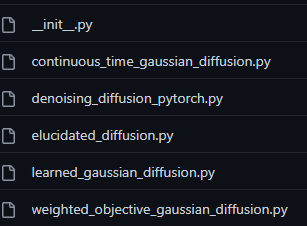 __init__.py
continuous_time_gaussian_diffusion.py
denoising_diffusion_pytorch.py
elucidated_diffusion.py
learned_gaussian_diffusion.py
weighted_objective_gaussian_diffusion.py